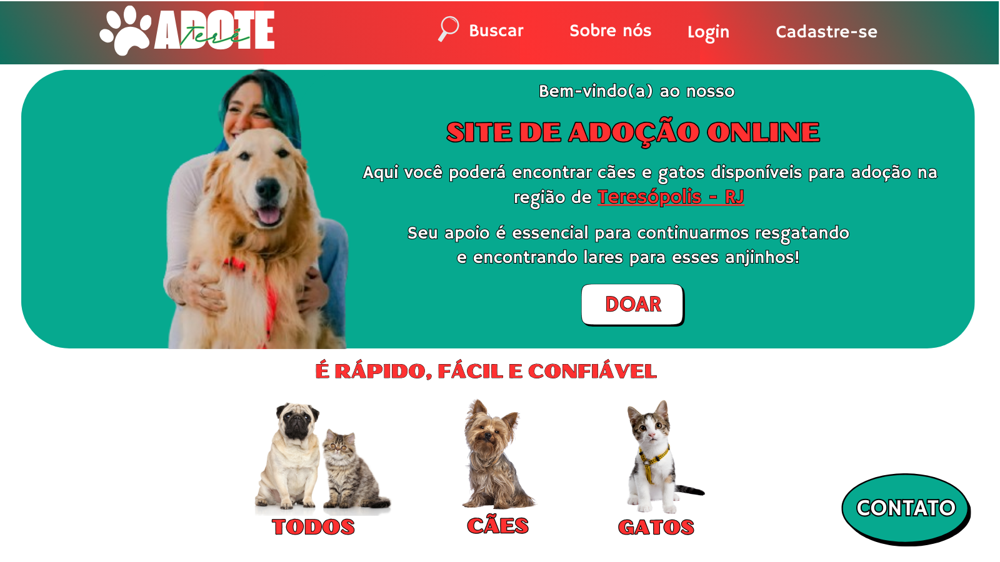 ADOTE
Terê
Buscar
Sobre nós
Login
Cadastre-se
Bem-vindo(a) ao nosso
SITE DE ADOÇÃO ONLINE
Aqui você poderá encontrar cães e gatos disponíveis para adoção na
região de Teresópolis - RJ
Seu apoio é essencial para continuarmos resgatando
e encontrando lares para esses anjinhos!
DOAR
É RÁPIDO, FÁCIL E CONFIÁVEL
TODOS
CÃES
GATOS
CONTATO